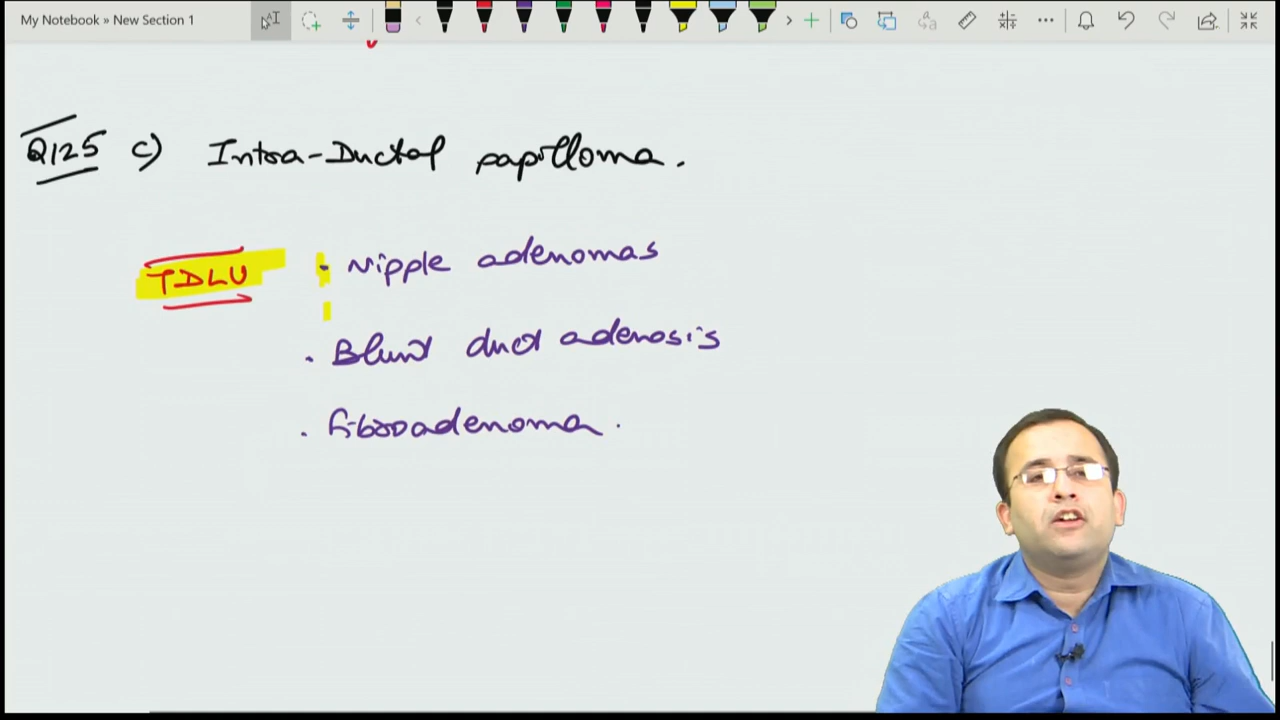 My Notebook » New Section 1
Q125 c) Intra-Ductal papilloma.
TDLU - Nipple adenomas
. Blunt duct adenosis
. fibroadenoma.